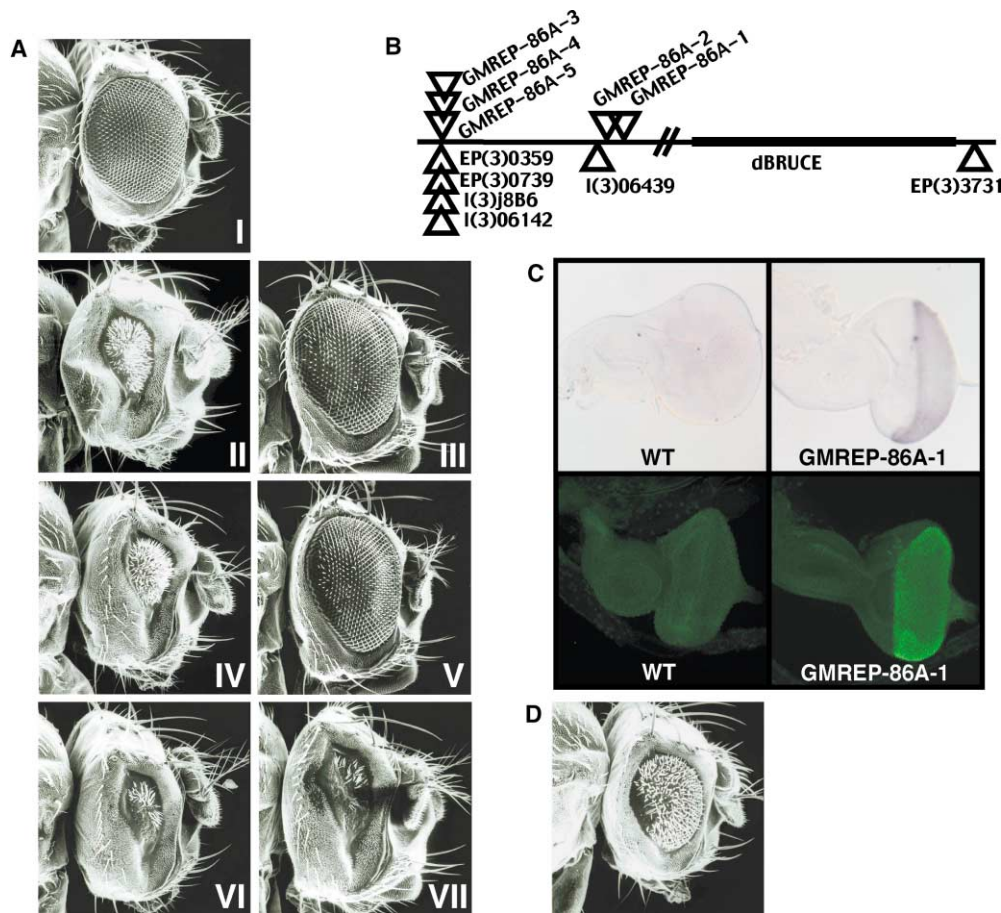 A
I
II
III
IV
V
VI
VII
B
GMREP-86A-3
GMREP-86A-4
GMREP-86A-5
GMREP-86A-2
GMREP-86A-1
EP(3)0359
EP(3)0739
I(3)j8B6
I(3)06142
I(3)06439
dBRUCE
EP(3)3731
C
WT
GMREP-86A-1
WT
GMREP-86A-1
D